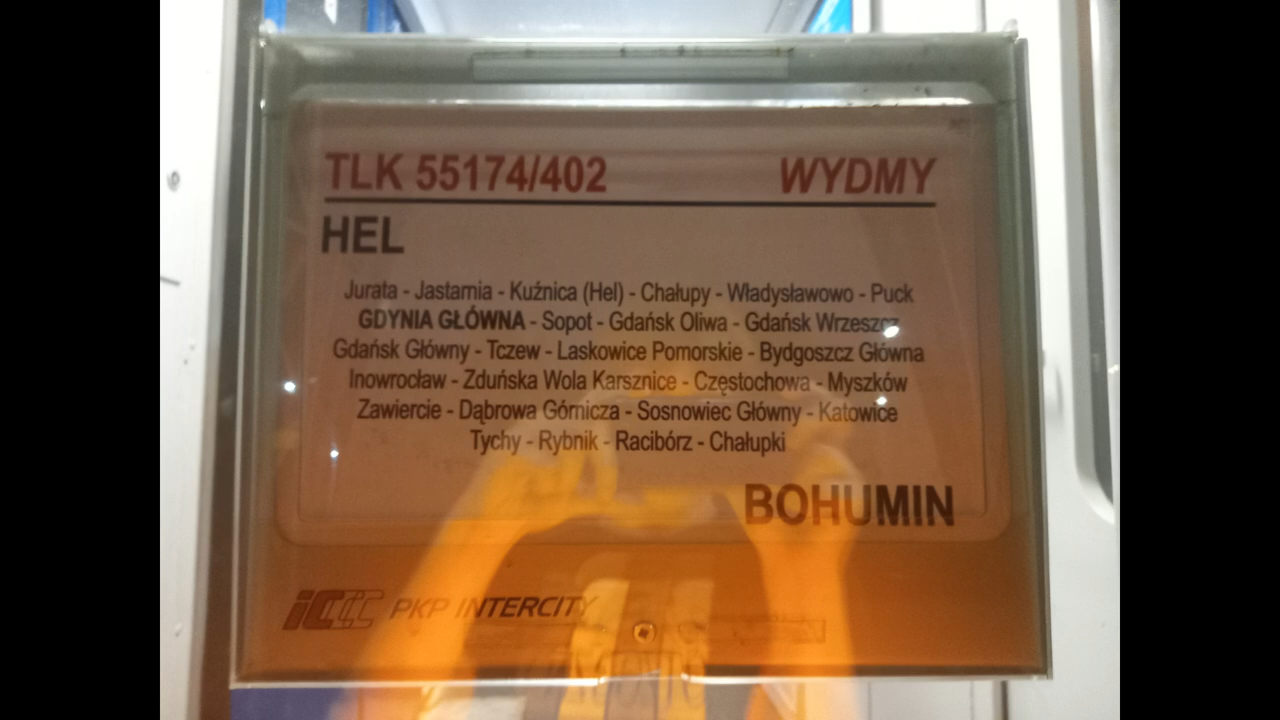 TLK 55174/402 WYDMY
HEL
Jurata - Jastarnia - Kuźnica (Hel) - Chałupy - Władysławowo - Puck
GDYNIA GŁÓWNA - Sopot - Gdańsk Oliwa - Gdańsk Wrzeszcz
Gdańsk Główny - Tczew - Laskowice Pomorskie - Bydgoszcz Główna
Inowrocław - Zduńska Wola Karsznice - Częstochowa - Myszków
Zawiercie - Dąbrowa Górnicza - Sosnowiec Główny - Katowice
Tychy - Rybnik - Racibórz - Chałupki
BOHUMIN
PKP INTERCITY